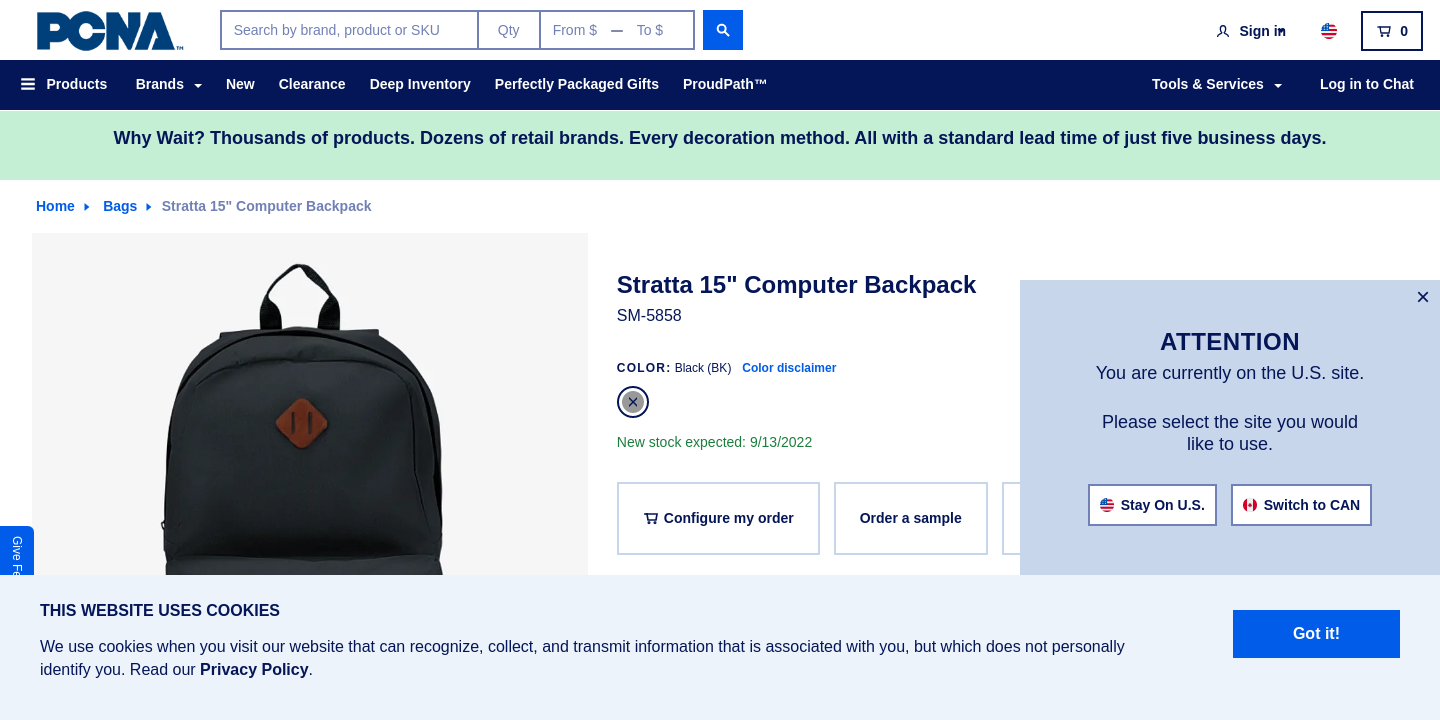 PCNA™
Search by brand, product or SKU
Qty
From $ — To $
Sign in
0
Products
Brands
New
Clearance
Deep Inventory
Perfectly Packaged Gifts
ProudPath™
Tools & Services
Log in to Chat
Why Wait? Thousands of products. Dozens of retail brands. Every decoration method. All with a standard lead time of just five business days.
Home
Bags
Stratta 15" Computer Backpack
Stratta 15" Computer Backpack
SM-5858
COLOR: Black (BK) Color disclaimer
New stock expected: 9/13/2022
Configure my order
Order a sample
ATTENTION
You are currently on the U.S. site.
Please select the site you would
like to use.
Stay On U.S.
Switch to CAN
Give
THIS WEBSITE USES COOKIES
We use cookies when you visit our website that can recognize, collect, and transmit information that is associated with you, but which does not personally
identify you. Read our Privacy Policy.
Got it!